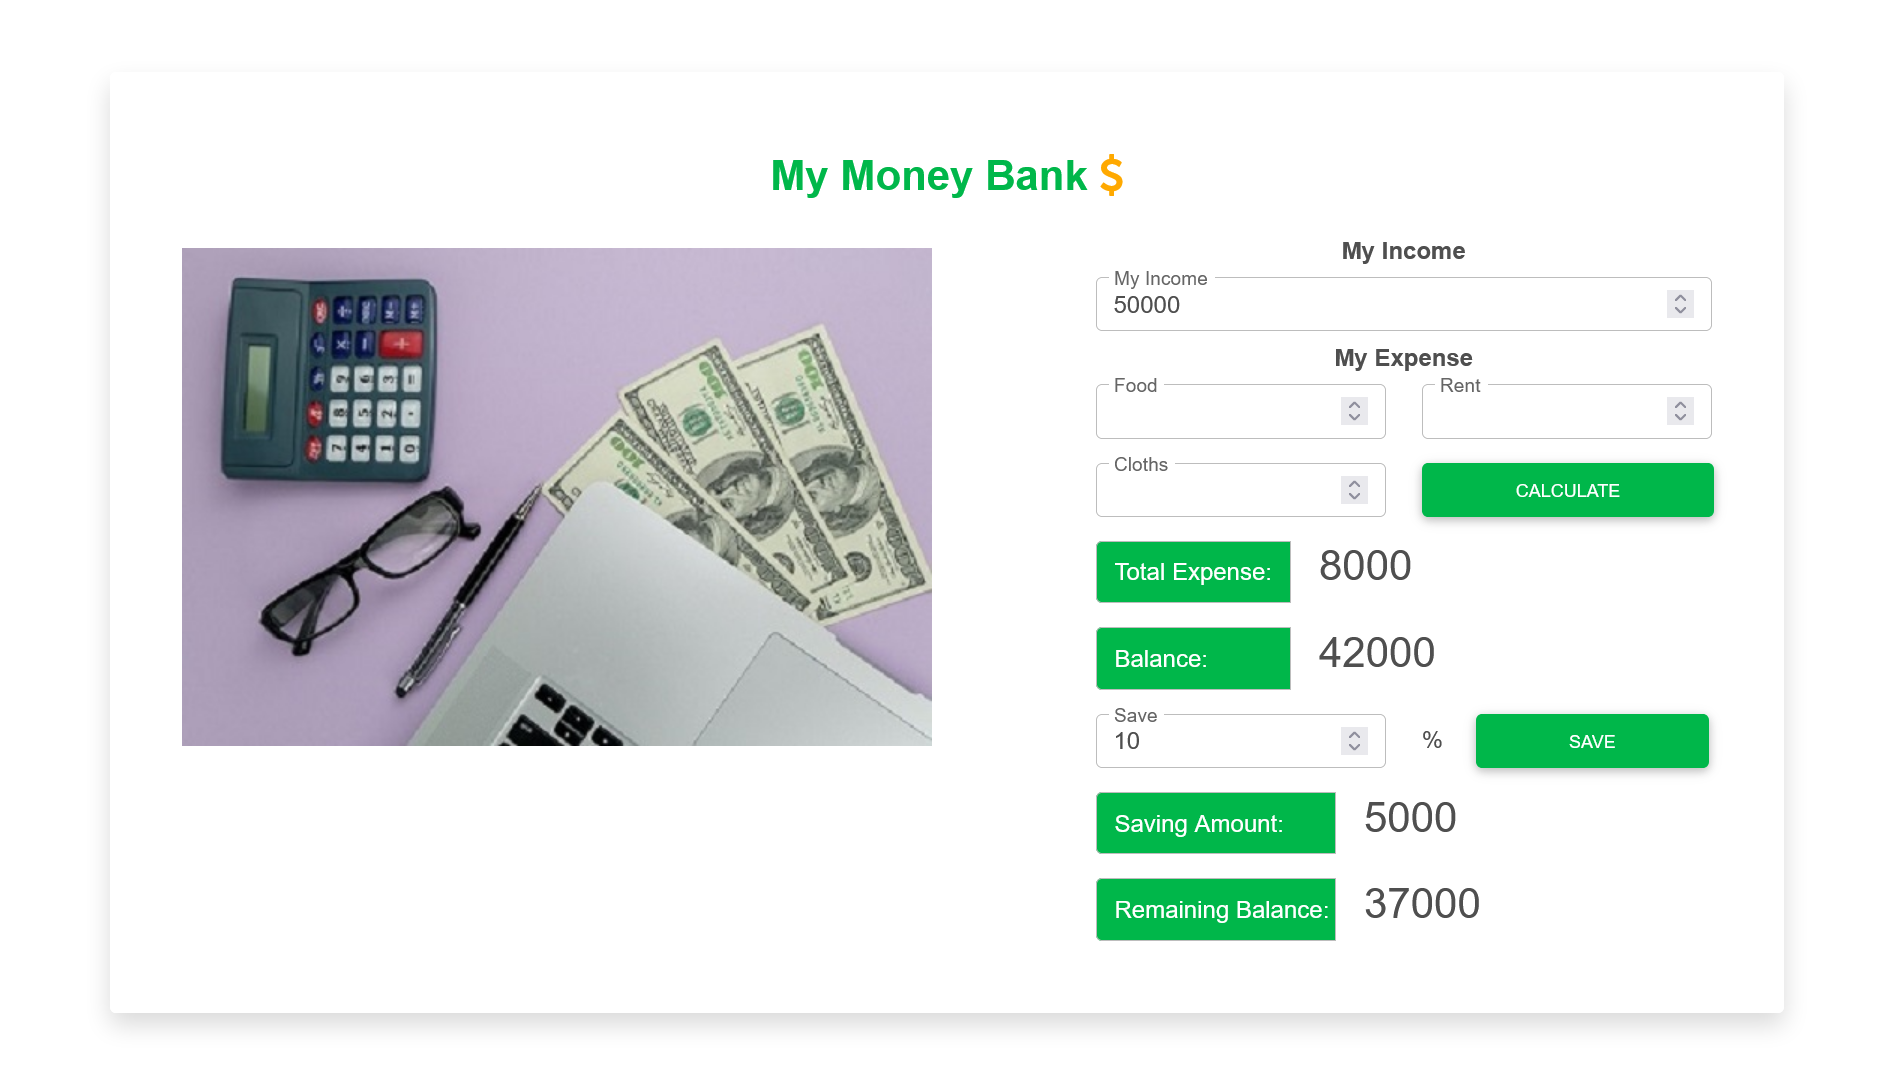 My Money Bank $
My Income
My Income
50000
My Expense
Food
Rent
Cloths
CALCULATE
Total Expense: 8000
Balance: 42000
Save
10 % SAVE
Saving Amount: 5000
Remaining Balance: 37000